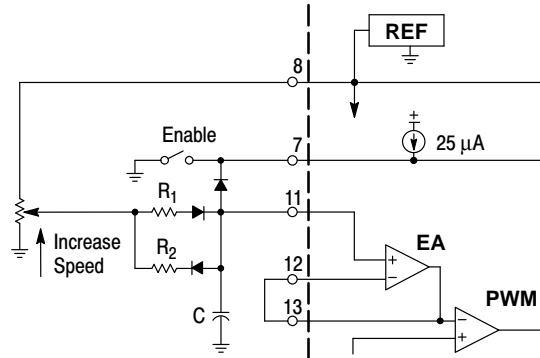 REF
8
Enable
7
25 µA
R1
11
Increase
Speed
EA
R2
12
13
PWM
C